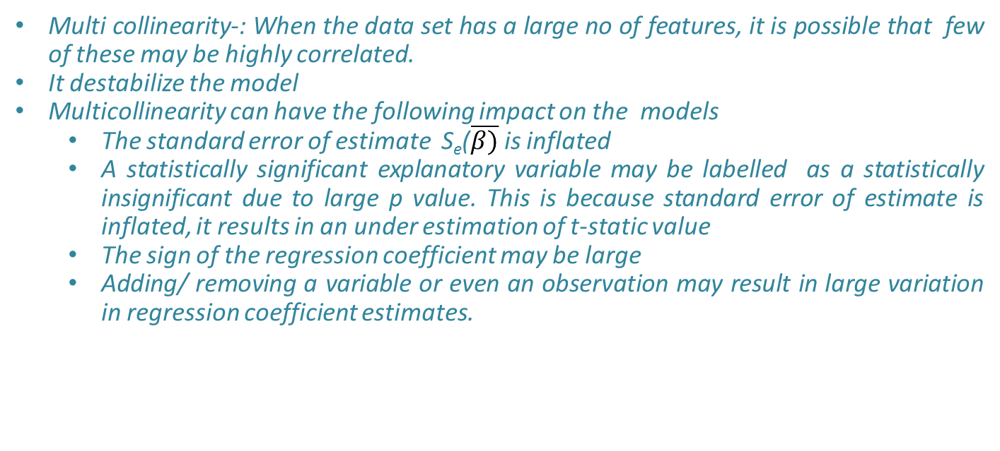 • Multi collinearity-: When the data set has a large no of features, it is possible that few
of these may be highly correlated.
• It destabilize the model
• Multicollinearity can have the following impact on the models
• The standard error of estimate Sₑ(β̅) is inflated
• A statistically significant explanatory variable may be labelled as a statistically
insignificant due to large p value. This is because standard error of estimate is
inflated, it results in an under estimation of t-static value
• The sign of the regression coefficient may be large
• Adding/ removing a variable or even an observation may result in large variation
in regression coefficient estimates.